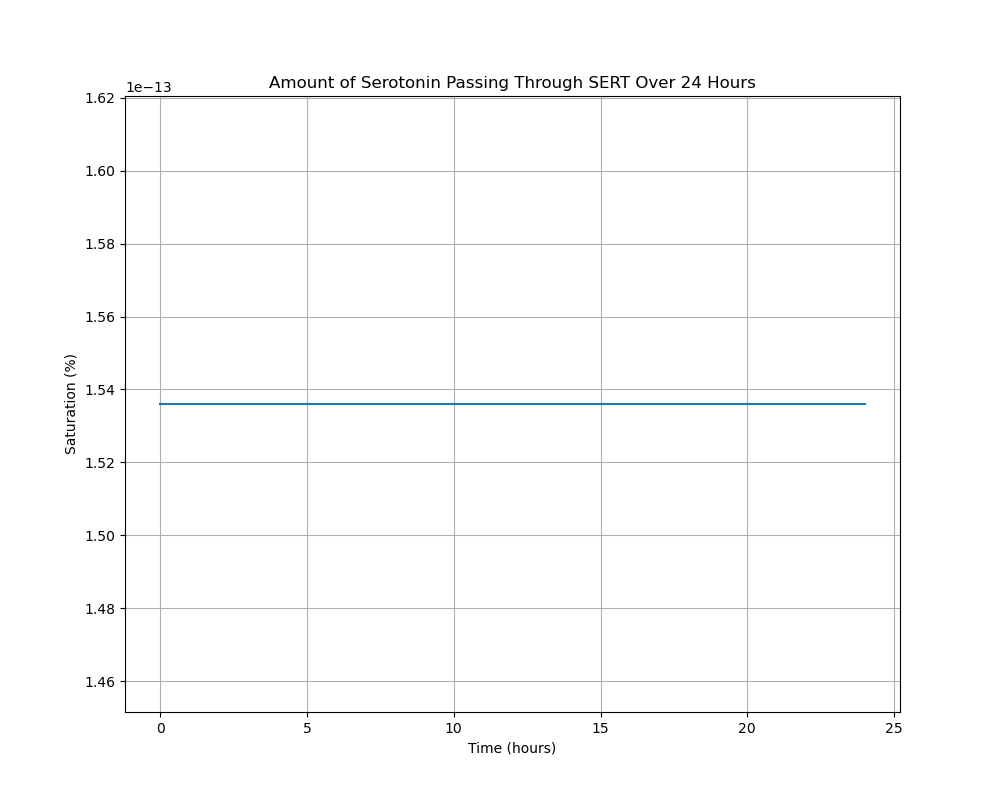 Amount of Serotonin Passing Through SERT Over 24 Hours
1e−13
1.62
1.60
1.58
1.56
1.54
1.52
1.50
1.48
1.46
Saturation (%)
0 5 10 15 20 25
Time (hours)